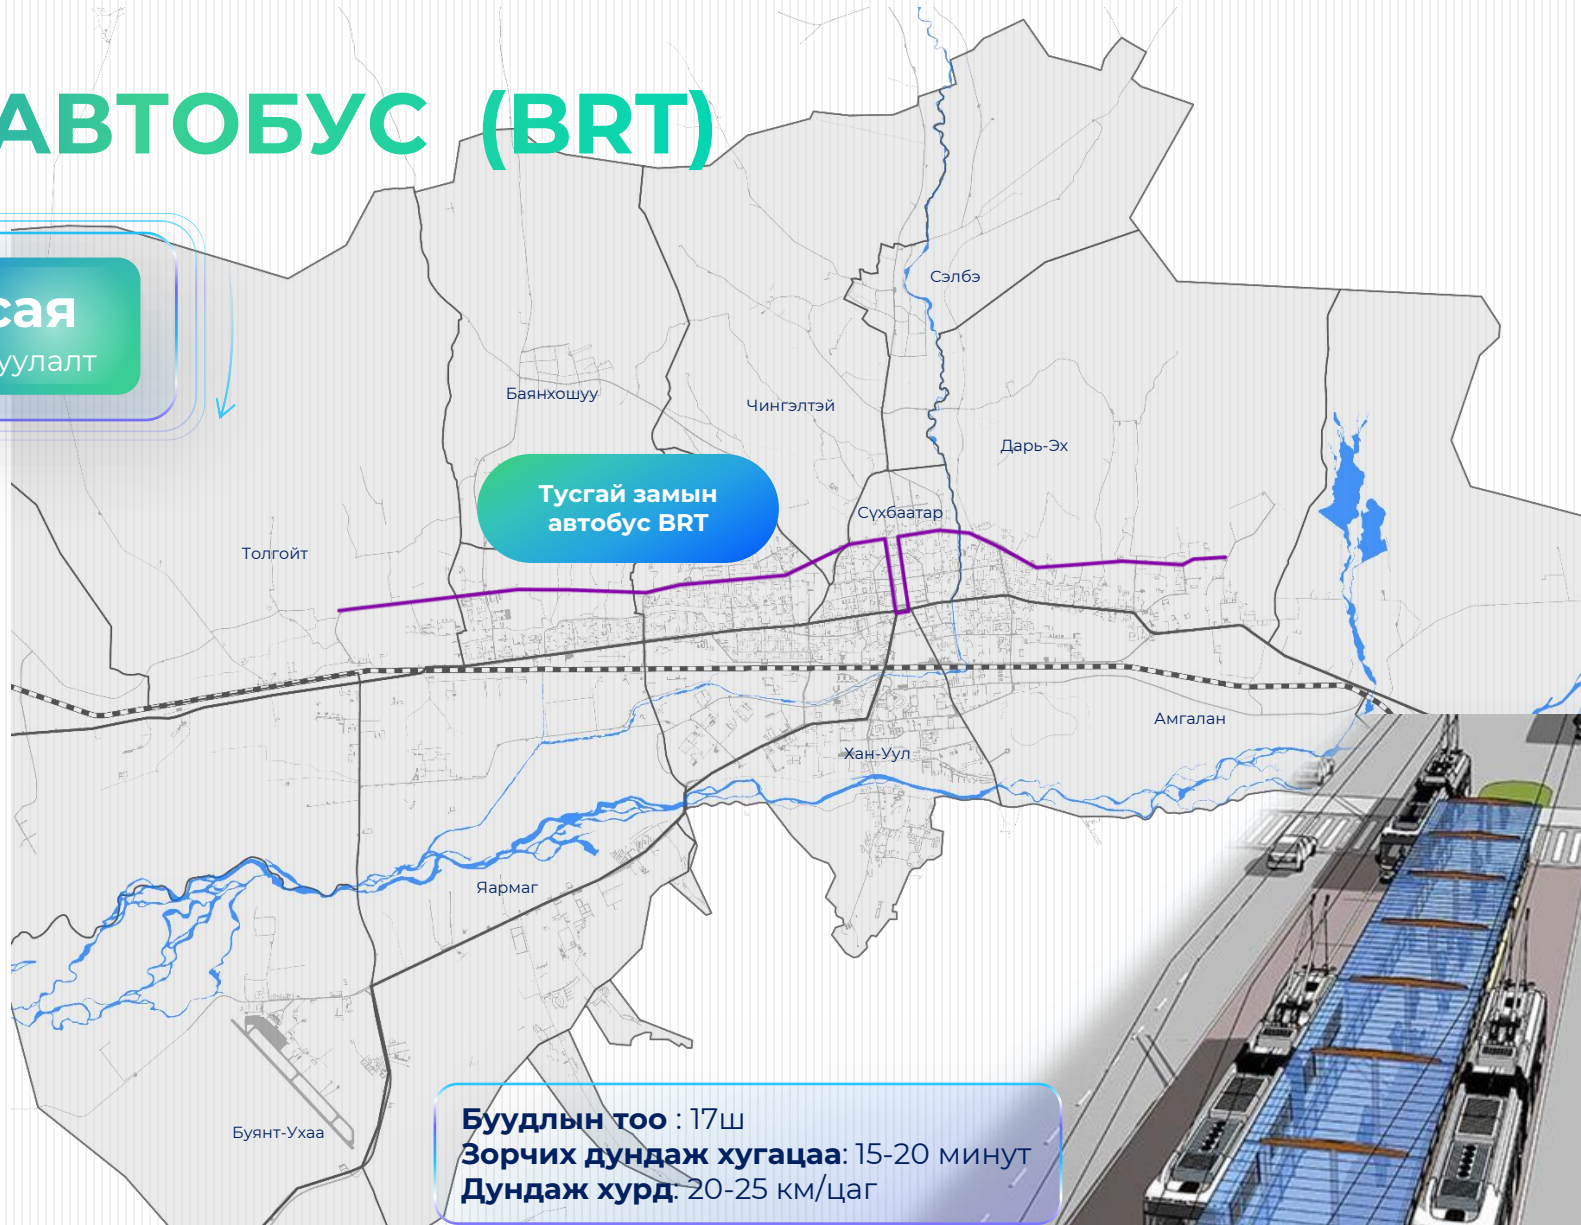 АВТОБУС (BRT)
сая
уулалт
Сэлбэ
Баянхошуу
Чингэлтэй
Дарь-Эх
Тусгай замын
автобус BRT
Сүхбаатар
Толгойт
Амгалан
Хан-Уул
Яармаг
Буянт-Ухаа
Буудлын тоо : 17ш
Зорчих дундаж хугацаа: 15-20 минут
Дундаж хурд: 20-25 км/цаг